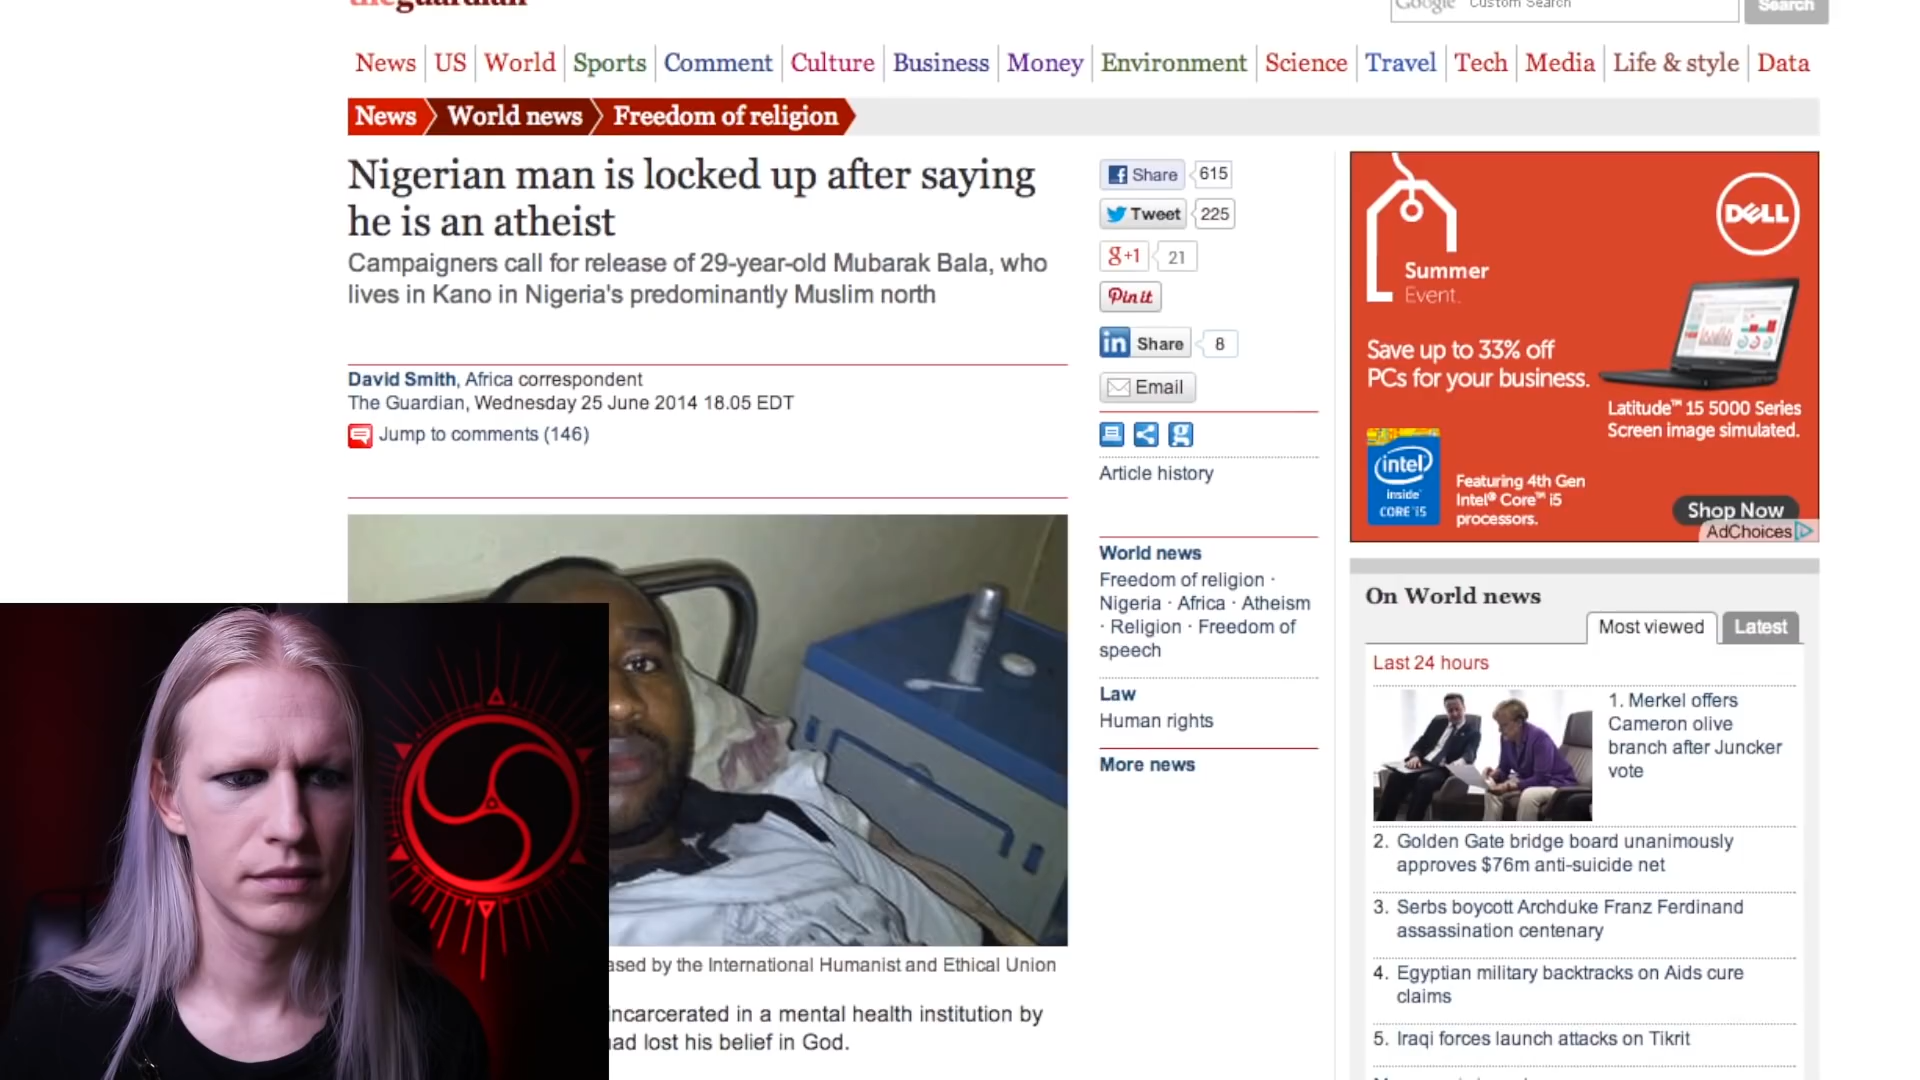 theguardian
Google Custom Search
Search
News
US
World
Sports
Comment
Culture
Business
Money
Environment
Science
Travel
Tech
Media
Life & style
Data
News
World news
Freedom of religion
Nigerian man is locked up after saying
he is an atheist
Campaigners call for release of 29-year-old Mubarak Bala, who
lives in Kano in Nigeria's predominantly Muslim north
David Smith, Africa correspondent
The Guardian, Wednesday 25 June 2014 18.05 EDT
Jump to comments (146)
ased by the International Humanist and Ethical Union
ncarcerated in a mental health institution by
ad lost his belief in God.
Share 615
Tweet 225
g+1 21
Pin it
in Share 8
Email
Article history
World news
Freedom of religion ·
Nigeria · Africa · Atheism
· Religion · Freedom of
speech
Law
Human rights
More news
DELL
Summer
Event.
Save up to 33% off
PCs for your business.
Latitude™ 15 5000 Series
Screen image simulated.
intel
inside
CORE i5
Featuring 4th Gen
Intel® Core™ i5
processors.
Shop Now
AdChoices
On World news
Most viewed
Latest
Last 24 hours
1. Merkel offers
Cameron olive
branch after Juncker
vote
2. Golden Gate bridge board unanimously
approves $76m anti-suicide net
3. Serbs boycott Archduke Franz Ferdinand
assassination centenary
4. Egyptian military backtracks on Aids cure
claims
5. Iraqi forces launch attacks on Tikrit